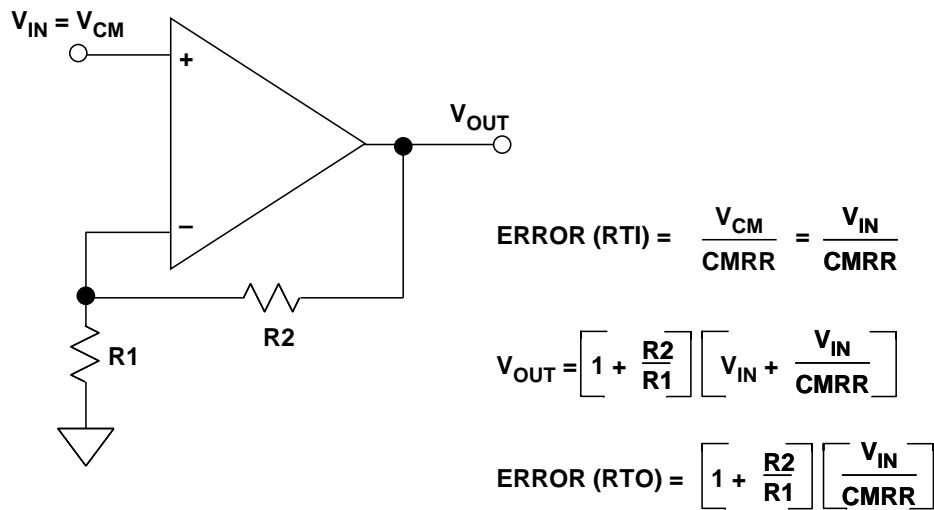 V_IN = V_CM
+
V_OUT
−
R2
R1
ERROR (RTI) = V_CM / CMRR = V_IN / CMRR
V_OUT = [1 + R2 / R1] [V_IN + V_IN / CMRR]
ERROR (RTO) = [1 + R2 / R1] [V_IN / CMRR]